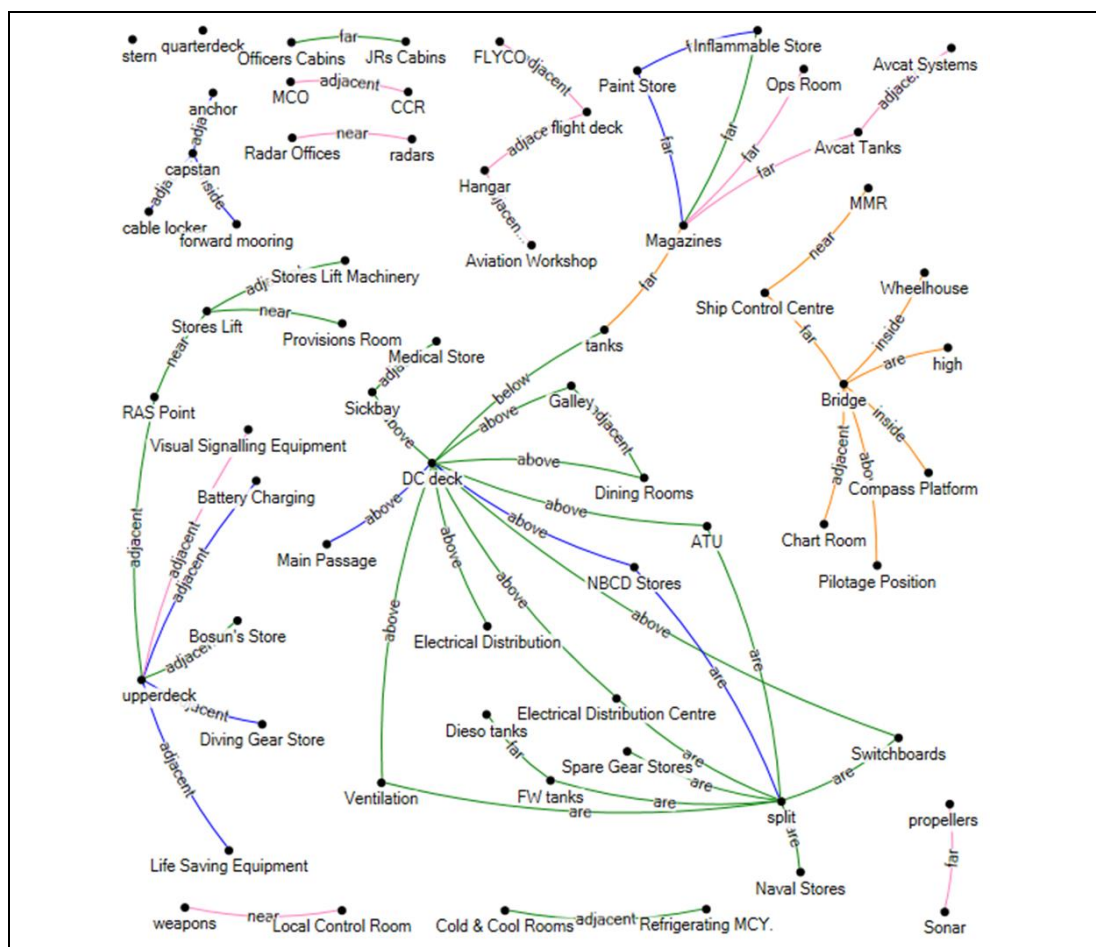 stern
quarterdeck
Officers Cabins
far
JRs Cabins
FLYCO
adjacent
Inflammable Store
Paint Store
Ops Room
Avcat Systems
MCO
adjacent
CCR
anchor
flight deck
far
far
far
far
Avcat Tanks
Radar Offices
near
radars
capstan
Hangar
cable locker
forward mooring
Magazines
MMR
Aviation Workshop
near
far
Stores Lift Machinery
Ship Control Centre
Wheelhouse
Stores Lift
near
Provisions Room
tanks
far
inside
are
high
near
Medical Store
below
RAS Point
Sickbay
above
Galley
adjacent
Bridge
inside
Visual Signalling Equipment
above
DC deck
Dining Rooms
adjacent
Compass Platform
Battery Charging
above
above
above
ATU
Chart Room
Main Passage
adjacent
adjacent
adjacent
above
above
NBCD Stores
Pilotage Position
Bosun's Store
above
above
Electrical Distribution
are
are
upperdeck
Diving Gear Store
Dieso tanks
Electrical Distribution Centre
Switchboards
adjacent
far
Spare Gear Stores
are
are
are
Ventilation
FW tanks
are
are
split
propellers
Life Saving Equipment
are
far
Naval Stores
weapons
near
Local Control Room
Cold & Cool Rooms
adjacent
Refrigerating MCY.
Sonar